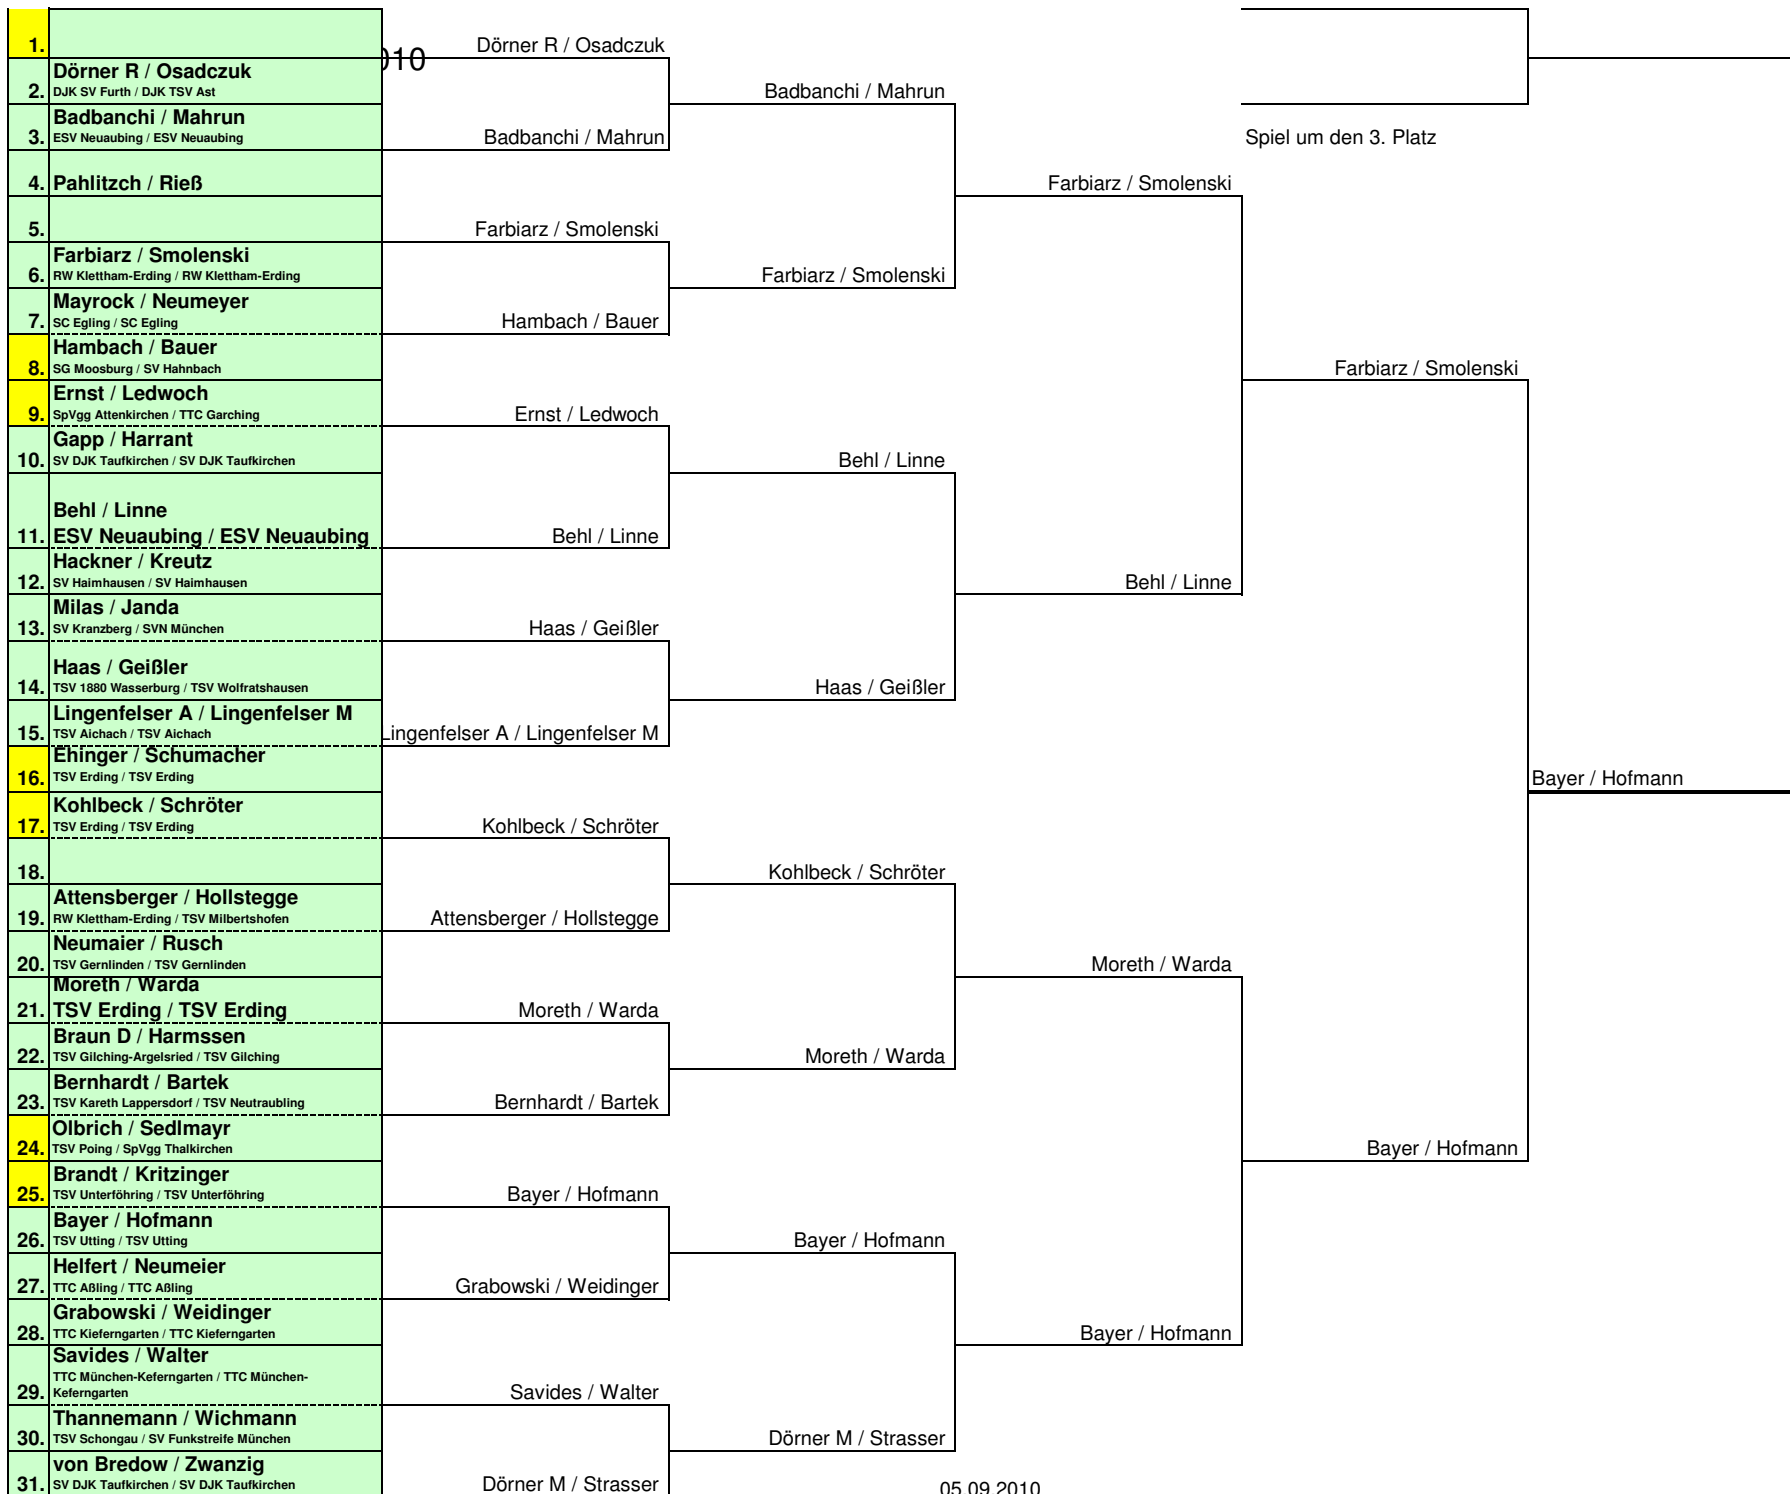 1.
010
2. Dörner R / Osadczuk
DJK SV Furth / DJK TSV Ast
3. Badbanchi / Mahrun
ESV Neuaubing / ESV Neuaubing
4. Pahlitzch / Rieß
5.
6. Farbiarz / Smolenski
RW Klettham-Erding / RW Klettham-Erding
7. Mayrock / Neumeyer
SC Egling / SC Egling
8. Hambach / Bauer
SG Moosburg / SV Hahnbach
9. Ernst / Ledwoch
SpVgg Attenkirchen / TTC Garching
10. Gapp / Harrant
SV DJK Taufkirchen / SV DJK Taufkirchen
11. Behl / Linne
ESV Neuaubing / ESV Neuaubing
12. Hackner / Kreutz
SV Haimhausen / SV Haimhausen
13. Milas / Janda
SV Kranzberg / SVN München
14. Haas / Geißler
TSV 1880 Wasserburg / TSV Wolfratshausen
15. Lingenfelser A / Lingenfelser M
TSV Aichach / TSV Aichach
16. Ehinger / Schumacher
TSV Erding / TSV Erding
17. Kohlbeck / Schröter
TSV Erding / TSV Erding
18.
19. Attensberger / Hollstegge
RW Klettham-Erding / TSV Milbertshofen
20. Neumaier / Rusch
TSV Gernlinden / TSV Gernlinden
21. Moreth / Warda
TSV Erding / TSV Erding
22. Braun D / Harmssen
TSV Gilching-Argelsried / TSV Gilching
23. Bernhardt / Bartek
TSV Kareth Lappersdorf / TSV Neutraubling
24. Olbrich / Sedlmayr
TSV Poing / SpVgg Thalkirchen
25. Brandt / Kritzinger
TSV Unterföhring / TSV Unterföhring
26. Bayer / Hofmann
TSV Utting / TSV Utting
27. Helfert / Neumeier
TTC Aßling / TTC Aßling
28. Grabowski / Weidinger
TTC Kieferngarten / TTC Kieferngarten
29. Savides / Walter
TTC München-Keferngarten / TTC München-
Keferngarten
30. Thannemann / Wichmann
TSV Schongau / SV Funkstreife München
31. von Bredow / Zwanzig
SV DJK Taufkirchen / SV DJK Taufkirchen
Dörner R / Osadczuk
Badbanchi / Mahrun
Farbiarz / Smolenski
Hambach / Bauer
Ernst / Ledwoch
Behl / Linne
Haas / Geißler
Lingenfelser A / Lingenfelser M
Kohlbeck / Schröter
Attensberger / Hollstegge
Moreth / Warda
Bernhardt / Bartek
Bayer / Hofmann
Grabowski / Weidinger
Savides / Walter
Dörner M / Strasser
Badbanchi / Mahrun
Farbiarz / Smolenski
Behl / Linne
Haas / Geißler
Kohlbeck / Schröter
Moreth / Warda
Bayer / Hofmann
Dörner M / Strasser
Farbiarz / Smolenski
Behl / Linne
Moreth / Warda
Bayer / Hofmann
05.09.2010
Spiel um den 3. Platz
Farbiarz / Smolenski
Bayer / Hofmann
Bayer / Hofmann